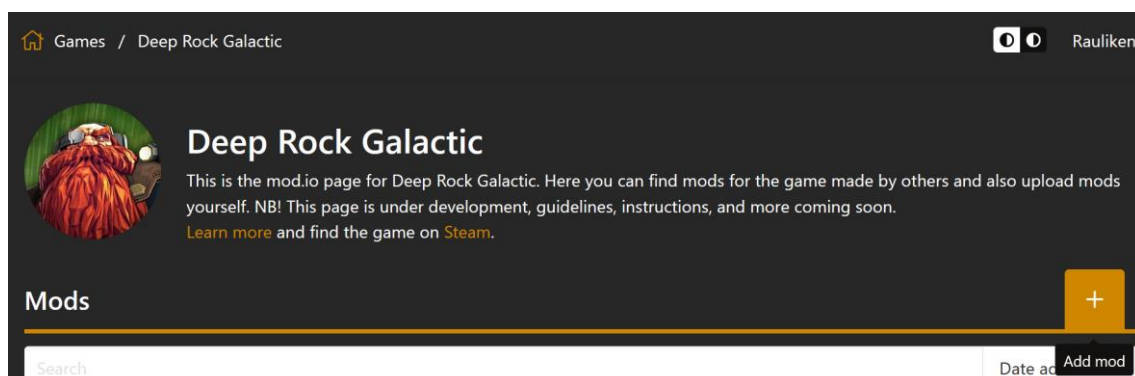 Games / Deep Rock Galactic
Rauliken
Deep Rock Galactic
This is the mod.io page for Deep Rock Galactic. Here you can find mods for the game made by others and also upload mods
yourself. NB! This page is under development, guidelines, instructions, and more coming soon.
Learn more and find the game on Steam.
Mods
+
Search
Date
Add mod